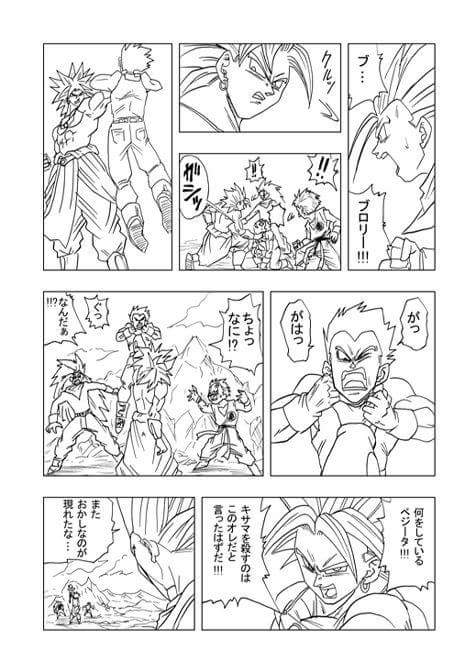 ブ…
ブロリー!!!
クルッ
!!
!!
ガシッ
がっ
がはっ
ちょっ
なに!?
ぐっ
なんだぁ
!!?
何をしている
ベジータ!!!
キサマを殺すのは
このオレだと
言ったはずだ!!!
また
おかしなのが
現れたな…